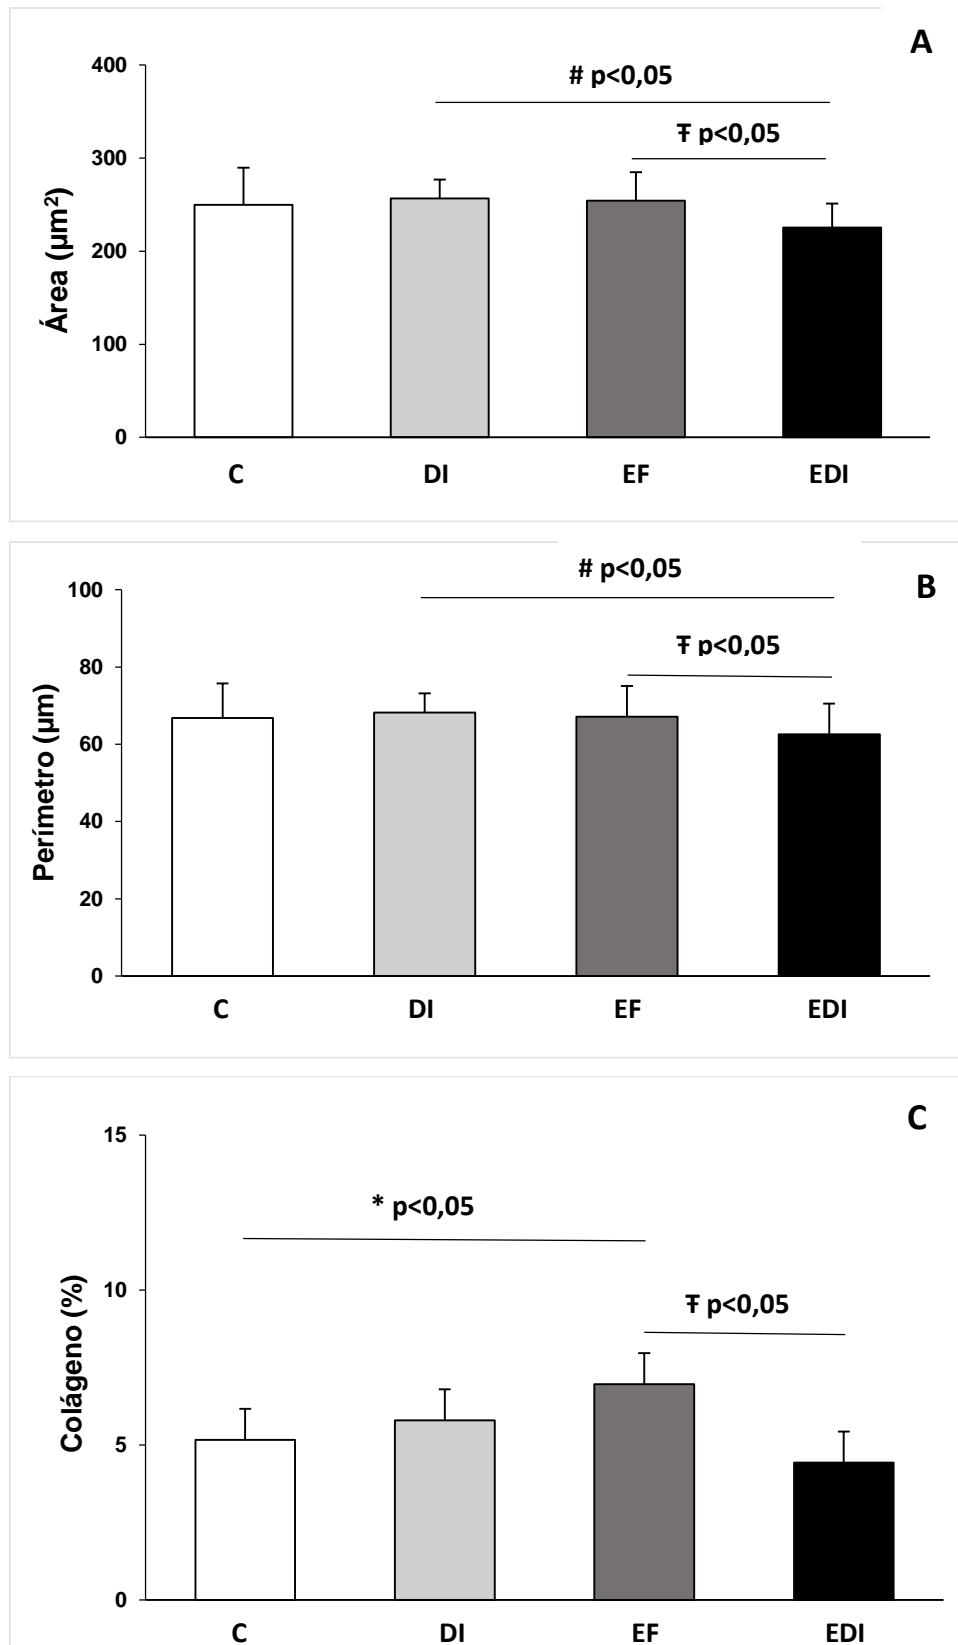 A
400
# p<0,05
Ŧ p<0,05
300
200
100
0
Área (µm²)
C DI EF EDI
B
100
# p<0,05
Ŧ p<0,05
80
60
40
20
0
Perímetro (µm)
C DI EF EDI
C
15
* p<0,05
10
Ŧ p<0,05
5
0
Colágeno (%)
C DI EF EDI